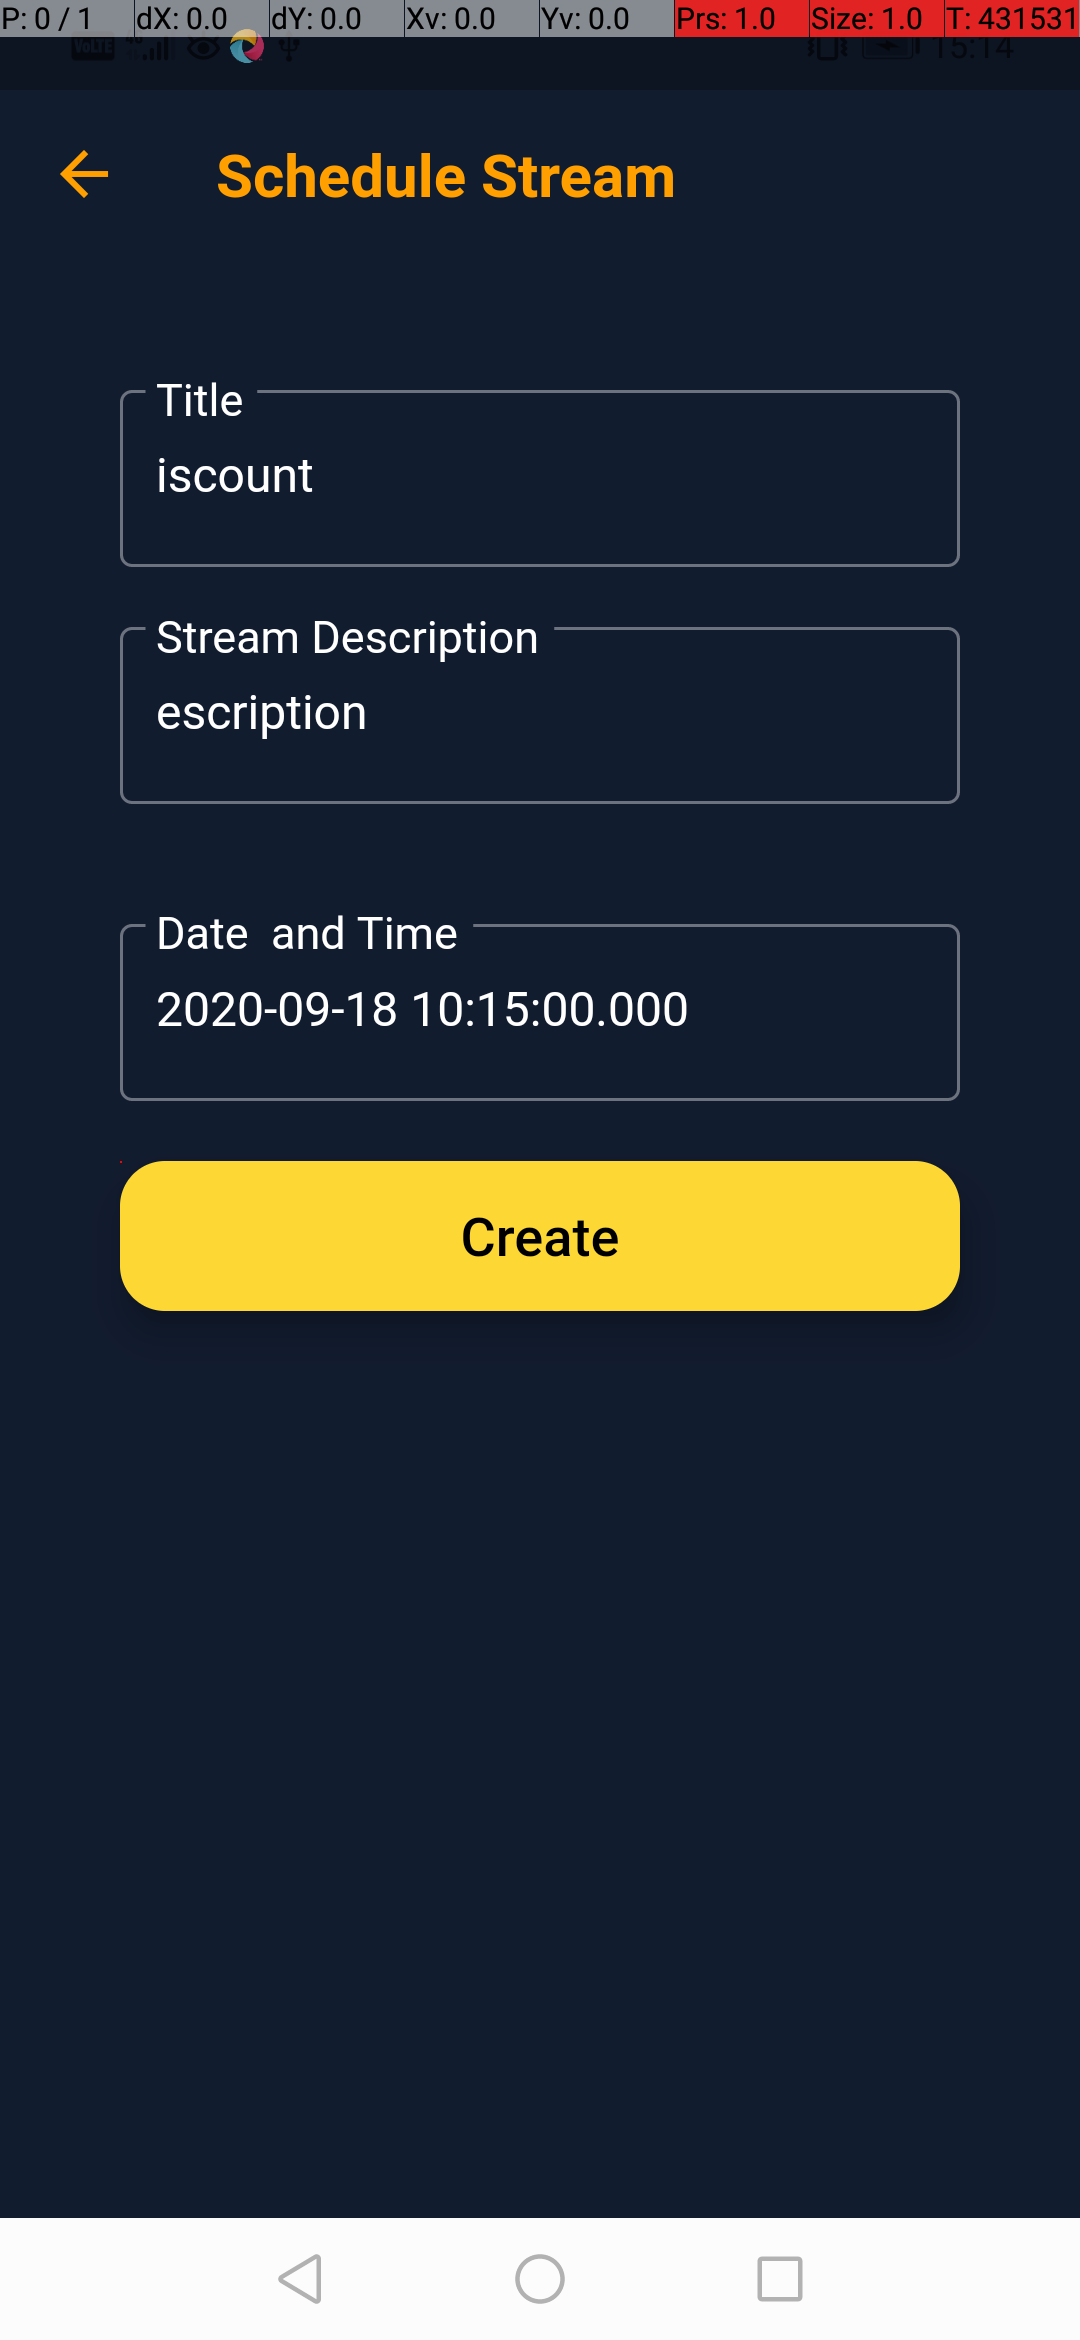 P: 0 / 1 dX: 0.0 dY: 0.0 Xv: 0.0 Yv: 0.0 Prs: 1.0 Size: 1.0 T: 431531
VoLTE 15:14
Schedule Stream
Title
iscount
Stream Description
escription
Date  and Time
2020-09-18 10:15:00.000
Create